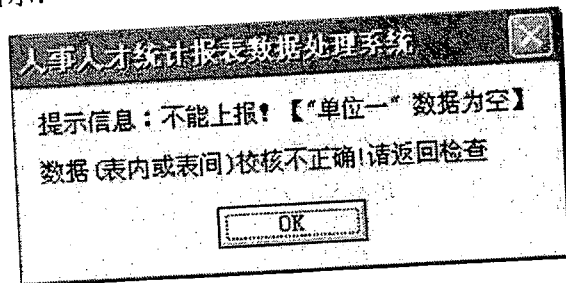 人事人才统计报表数据处理系统
提示信息：不能上报！【“单位一”数据为空】
数据(表内或表间)校核不正确!请返回检查
OK